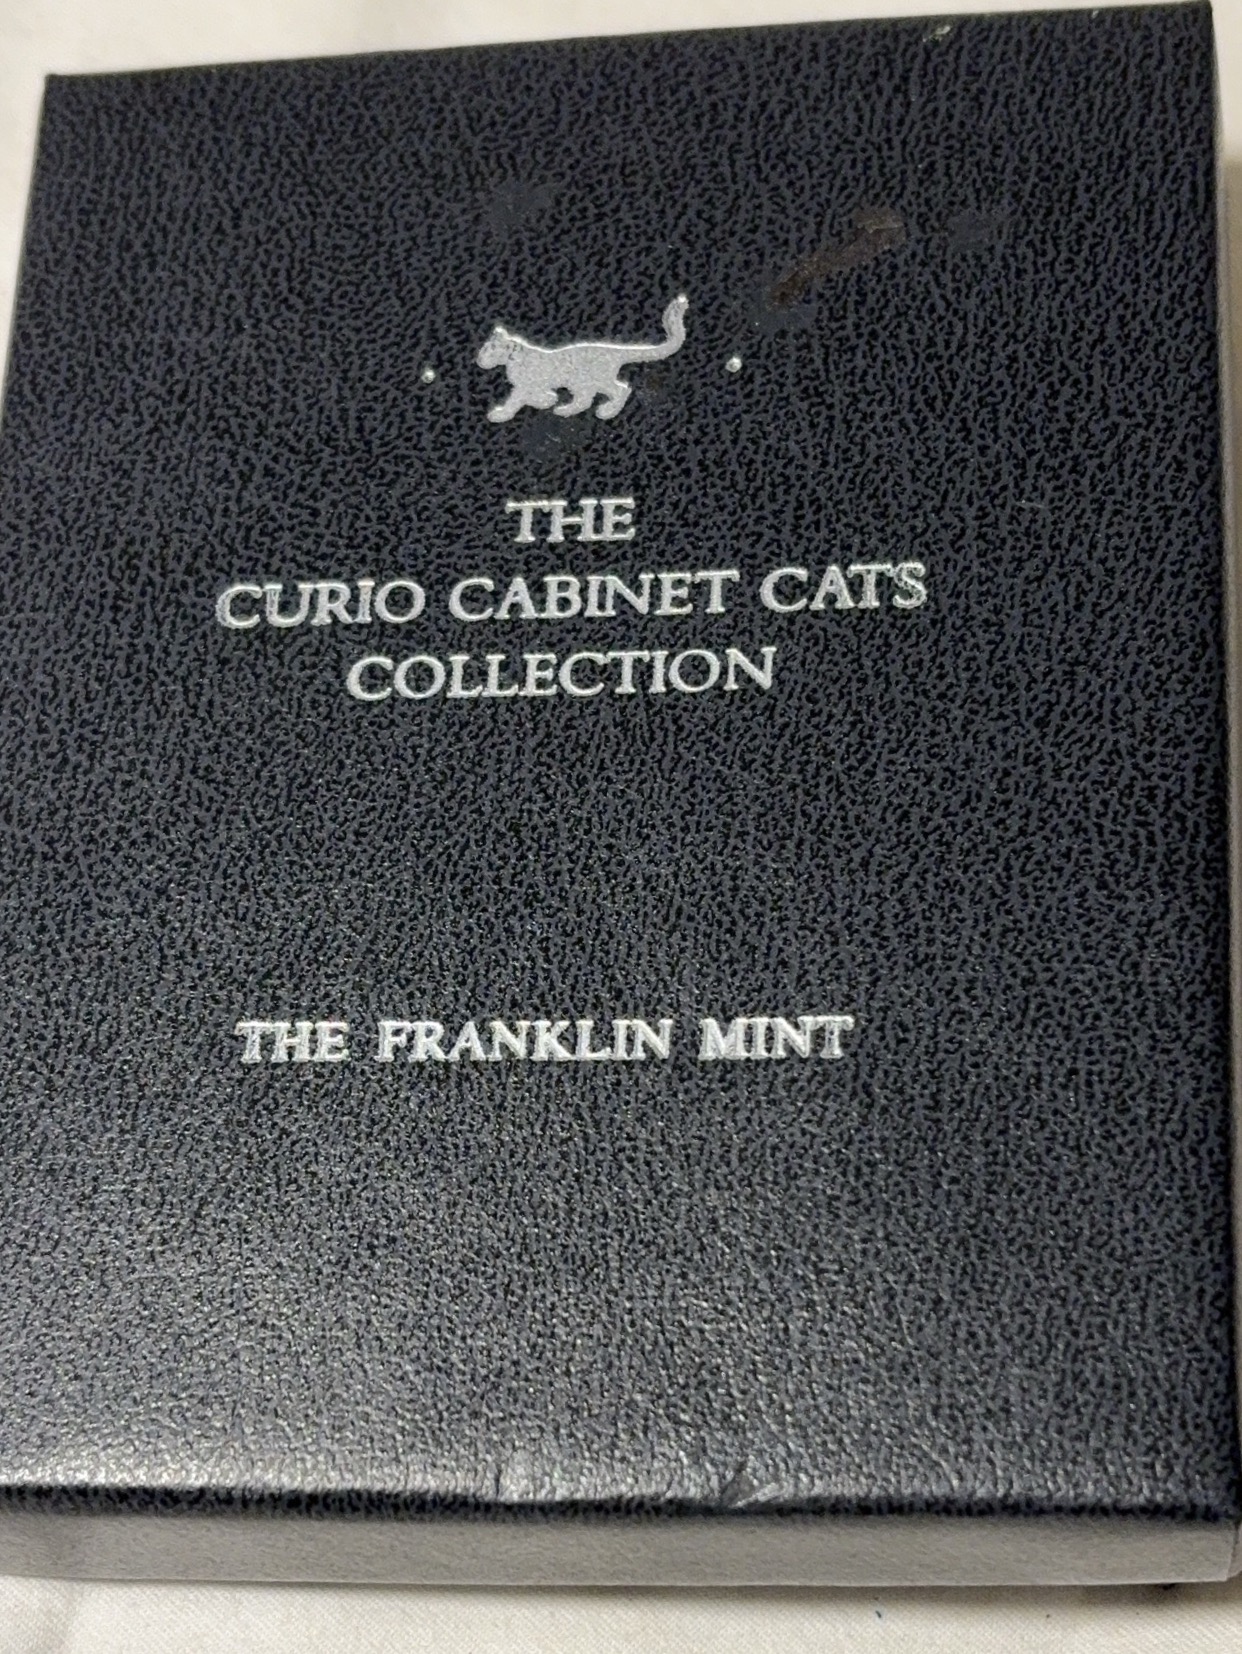 THE
CURIO CABINET CATS
COLLECTION
THE FRANKLIN MINT